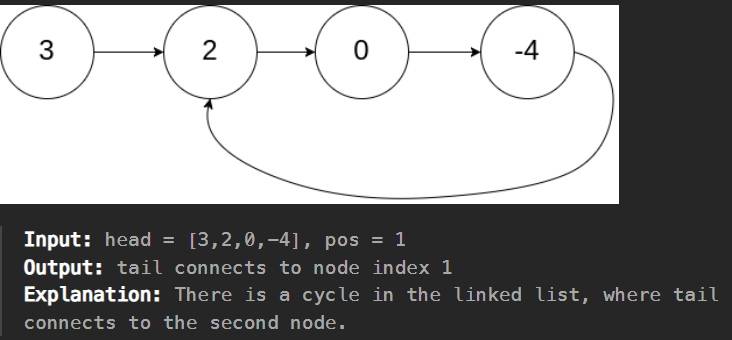 3 2 0 -4
Input: head = [3,2,0,-4], pos = 1
Output: tail connects to node index 1
Explanation: There is a cycle in the linked list, where tail
connects to the second node.